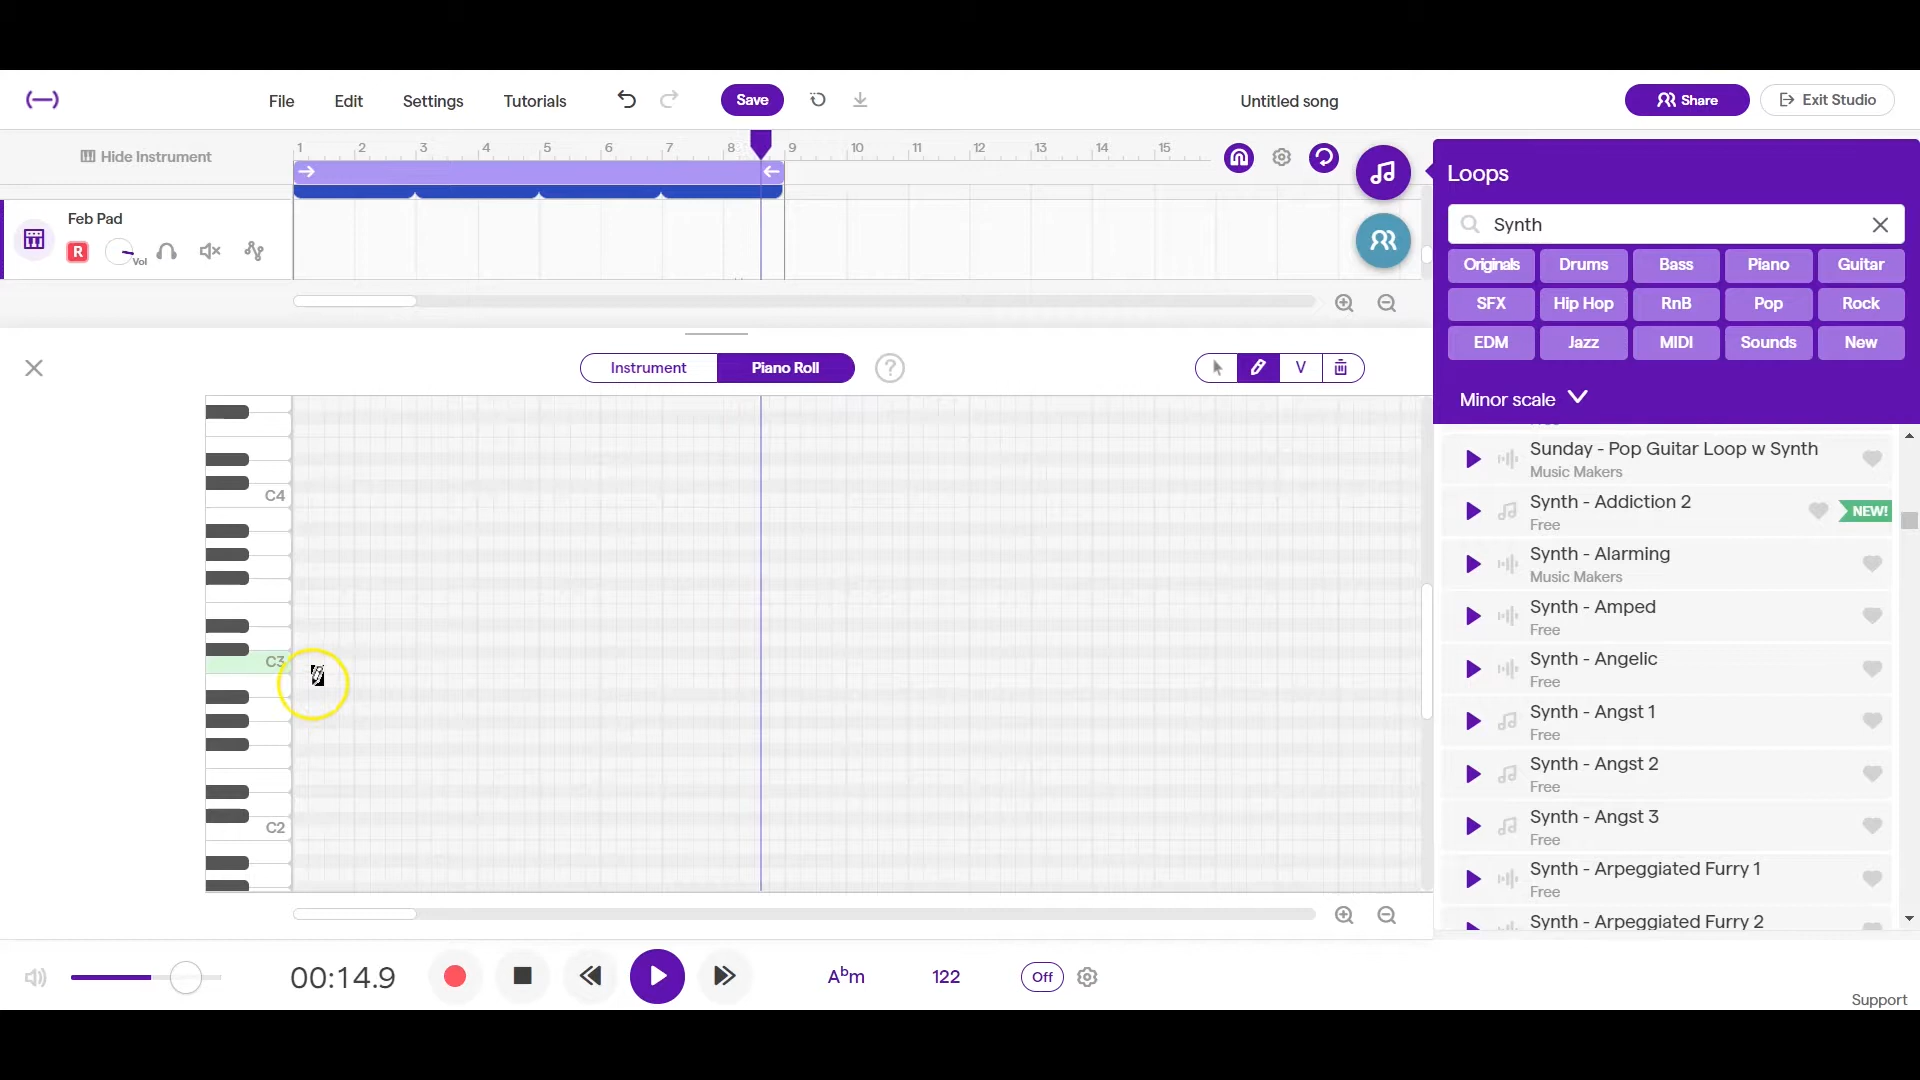 File Edit Settings Tutorials Save Untitled song Share Exit Studio
Hide Instrument
1 2 3 4 5 6 7 8 9 10 11 12 13 14 15
Feb Pad
R Vol
Instrument Piano Roll ? V
C4
C3
C2
Loops
Synth
Originals Drums Bass Piano Guitar
SFX Hip Hop RnB Pop Rock
EDM Jazz MIDI Sounds New
Minor scale
Free
Sunday - Pop Guitar Loop w Synth
Music Makers
Synth - Addiction 2
Free
NEW!
Synth - Alarming
Music Makers
Synth - Amped
Free
Synth - Angelic
Free
Synth - Angst 1
Free
Synth - Angst 2
Free
Synth - Angst 3
Free
Synth - Arpeggiated Furry 1
Free
Synth - Arpeggiated Furry 2
00:14.9 A♭m 122 Off
Support